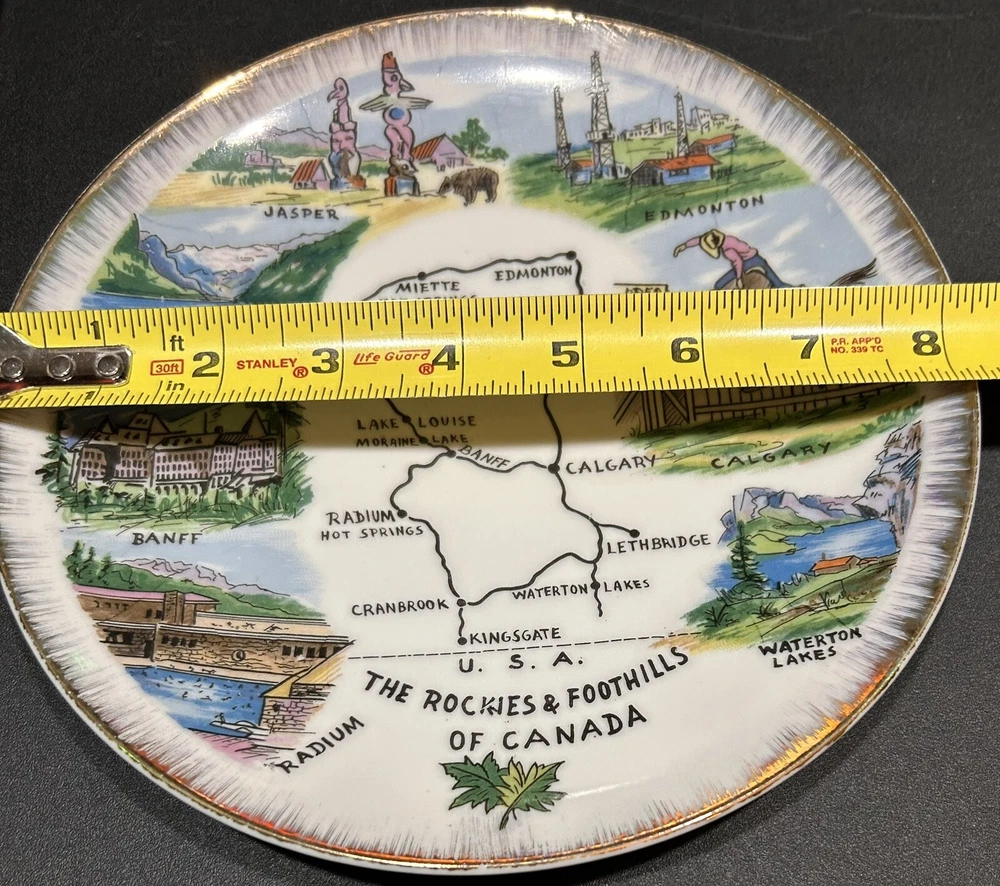 JASPER
EDMONTON
MIETTE
EDMONTON
1 ft 2 3 4 5 6 7 8
30ft STANLEY® Life Guard® P.R. APP'D
in NO. 339 TC
LAKE LOUISE
MORAINE LAKE
BANFF
CALGARY
CALGARY
RADIUM
HOT SPRINGS
BANFF
LETHBRIDGE
WATERTON LAKES
CRANBROOK
KINGSGATE
U. S. A.
WATERTON
LAKES
THE ROCKIES & FOOTHILLS
OF CANADA
RADIUM